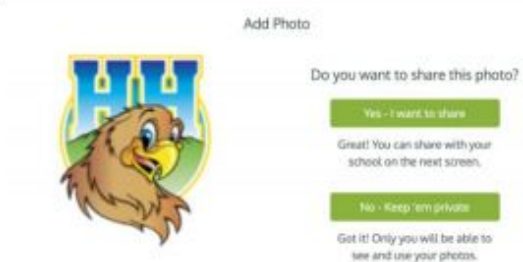 Add Photo
HH
Do you want to share this photo?
Yes - I want to share
Great! You can share with your
school on the next screen.
No - Keep 'em private
Got it! Only you will be able to
see and use your photos.